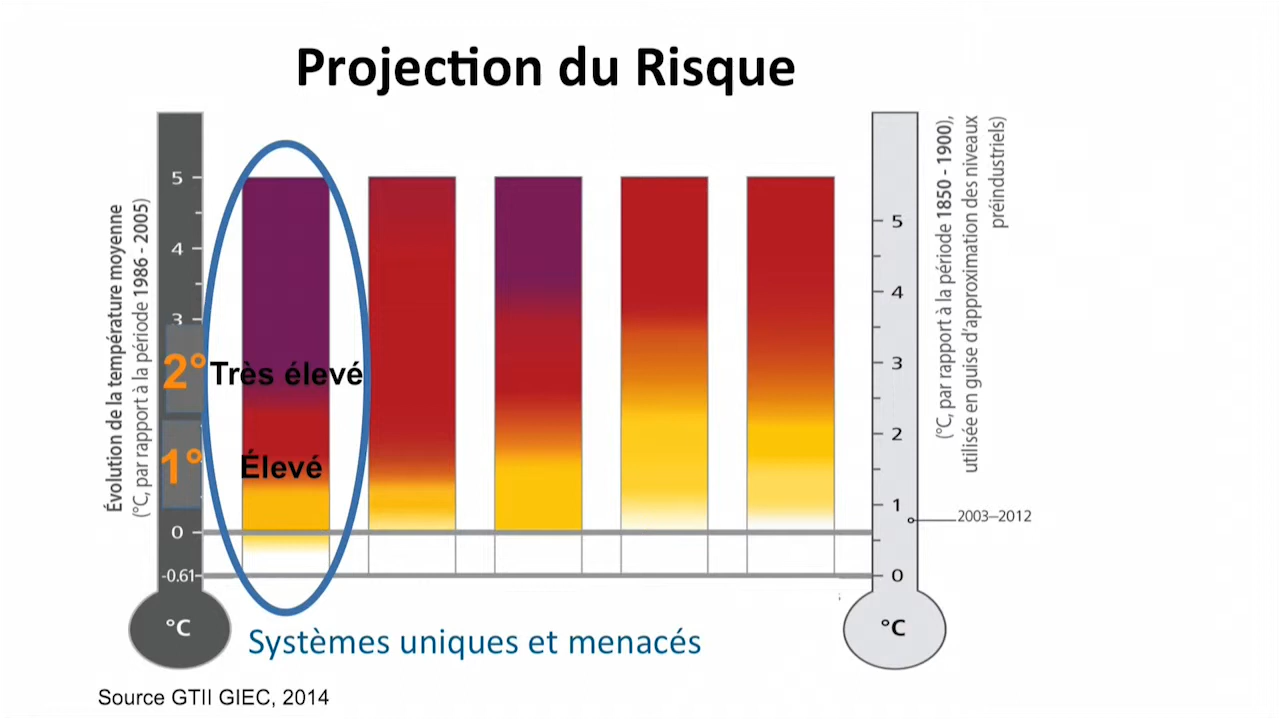 Projection du Risque
Évolution de la température moyenne
(°C, par rapport à la période 1986 - 2005)
5
4
3
2°
1°
0
-0.61
°C
Très élevé
Élevé
5
4
3
2
1
0
°C
2003–2012
(°C, par rapport à la période 1850 - 1900),
utilisée en guise d'approximation des niveaux
préindustriels)
Systèmes uniques et menacés
Source GTII GIEC, 2014